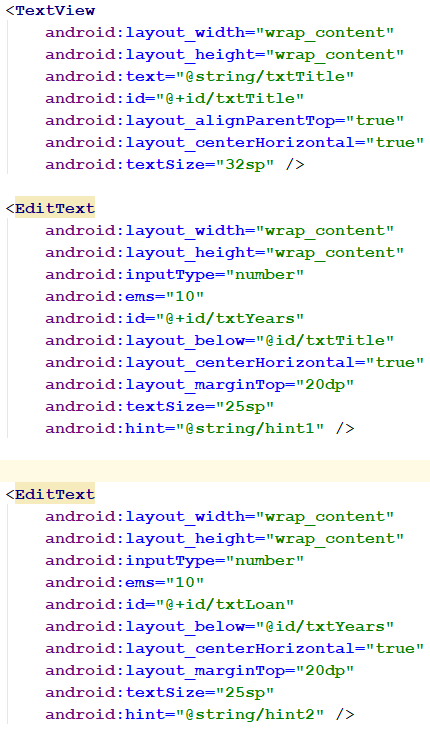 <TextView
android:layout_width="wrap_content"
android:layout_height="wrap_content"
android:text="@string/txtTitle"
android:id="@+id/txtTitle"
android:layout_alignParentTop="true"
android:layout_centerHorizontal="true"
android:textSize="32sp" />
<EditText
android:layout_width="wrap_content"
android:layout_height="wrap_content"
android:inputType="number"
android:ems="10"
android:id="@+id/txtYears"
android:layout_below="@id/txtTitle"
android:layout_centerHorizontal="true"
android:layout_marginTop="20dp"
android:textSize="25sp"
android:hint="@string/hint1" />
<EditText
android:layout_width="wrap_content"
android:layout_height="wrap_content"
android:inputType="number"
android:ems="10"
android:id="@+id/txtLoan"
android:layout_below="@id/txtYears"
android:layout_centerHorizontal="true"
android:layout_marginTop="20dp"
android:textSize="25sp"
android:hint="@string/hint2" />